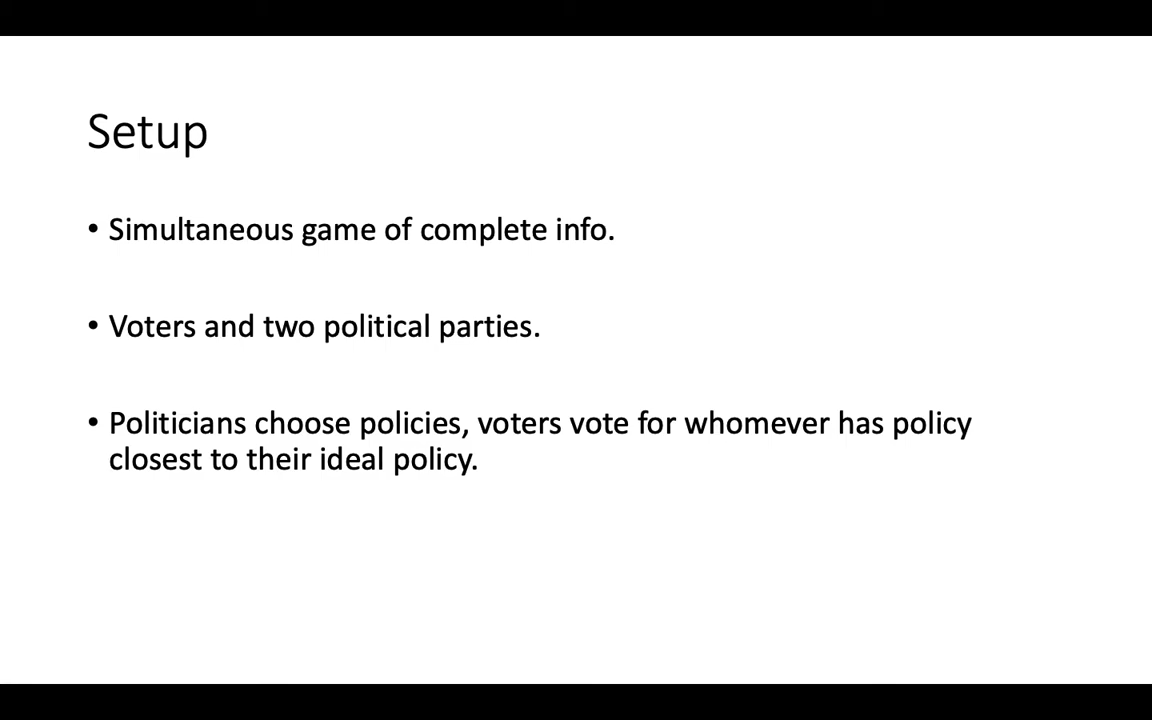 Setup
• Simultaneous game of complete info.
• Voters and two political parties.
• Politicians choose policies, voters vote for whomever has policy
closest to their ideal policy.